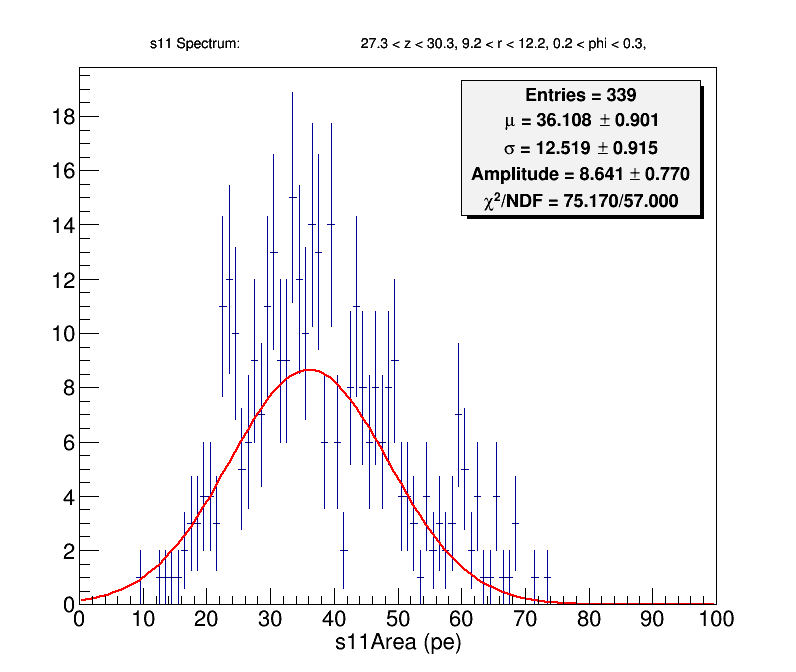 s11 Spectrum: 27.3 < z < 30.3, 9.2 < r < 12.2, 0.2 < phi < 0.3,
Entries = 339
μ = 36.108 ± 0.901
σ = 12.519 ± 0.915
Amplitude = 8.641 ± 0.770
χ²/NDF = 75.170/57.000
18
16
14
12
10
8
6
4
2
0
0 10 20 30 40 50 60 70 80 90 100
s11Area (pe)